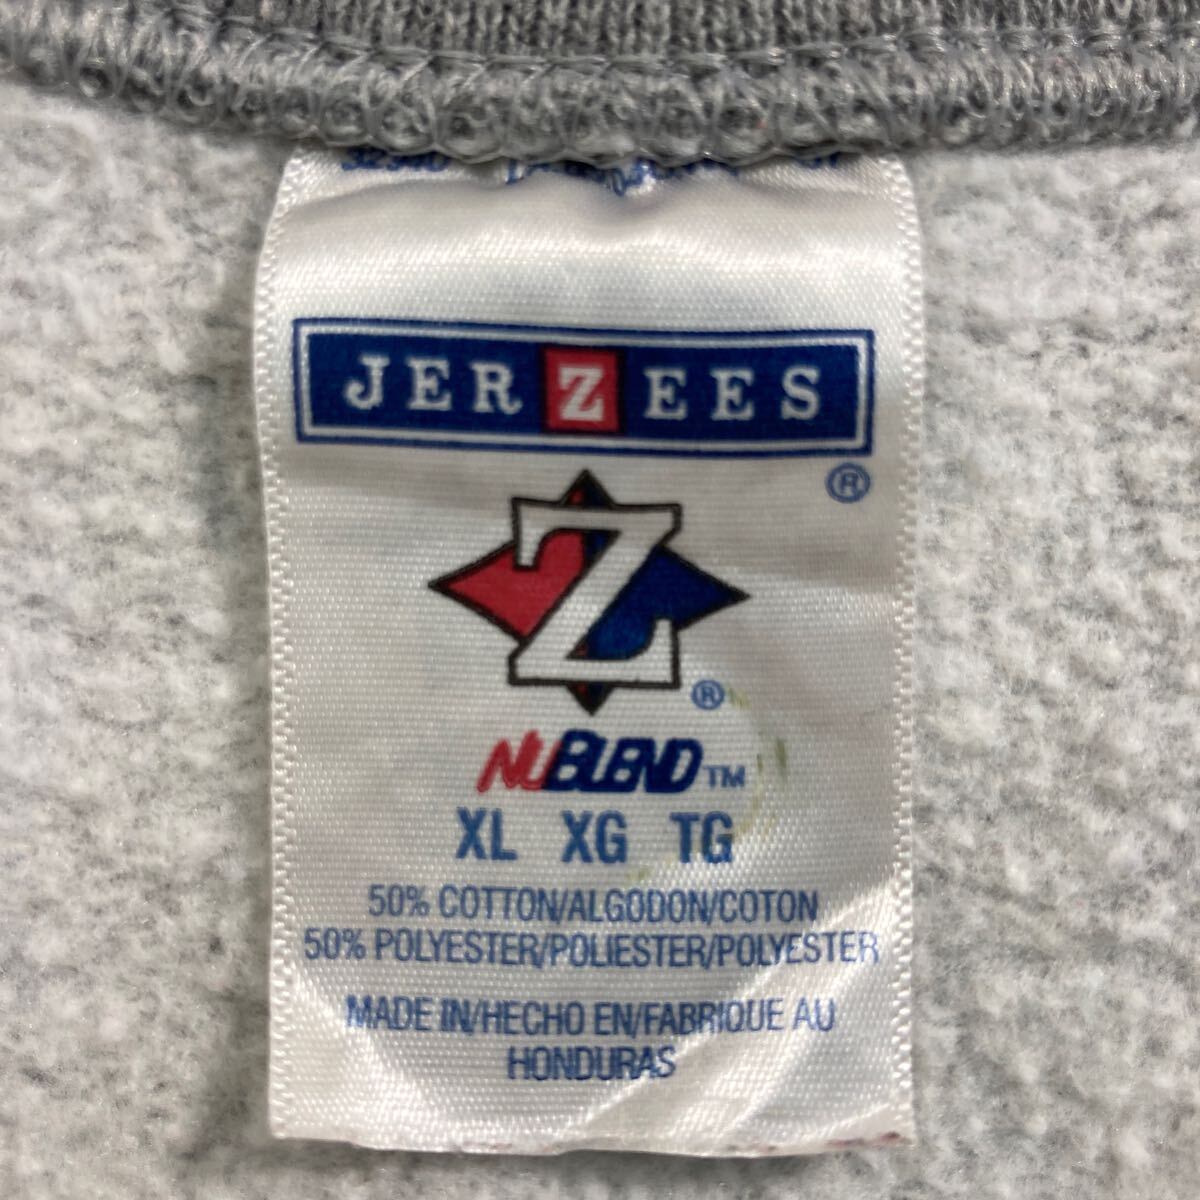 JERZEES
®
Z
®
NUBLEND™
XL XG TG
50% COTTON/ALGODON/COTON
50% POLYESTER/POLIESTER/POLYESTER
MADE IN/HECHO EN/FABRIQUE AU
HONDURAS